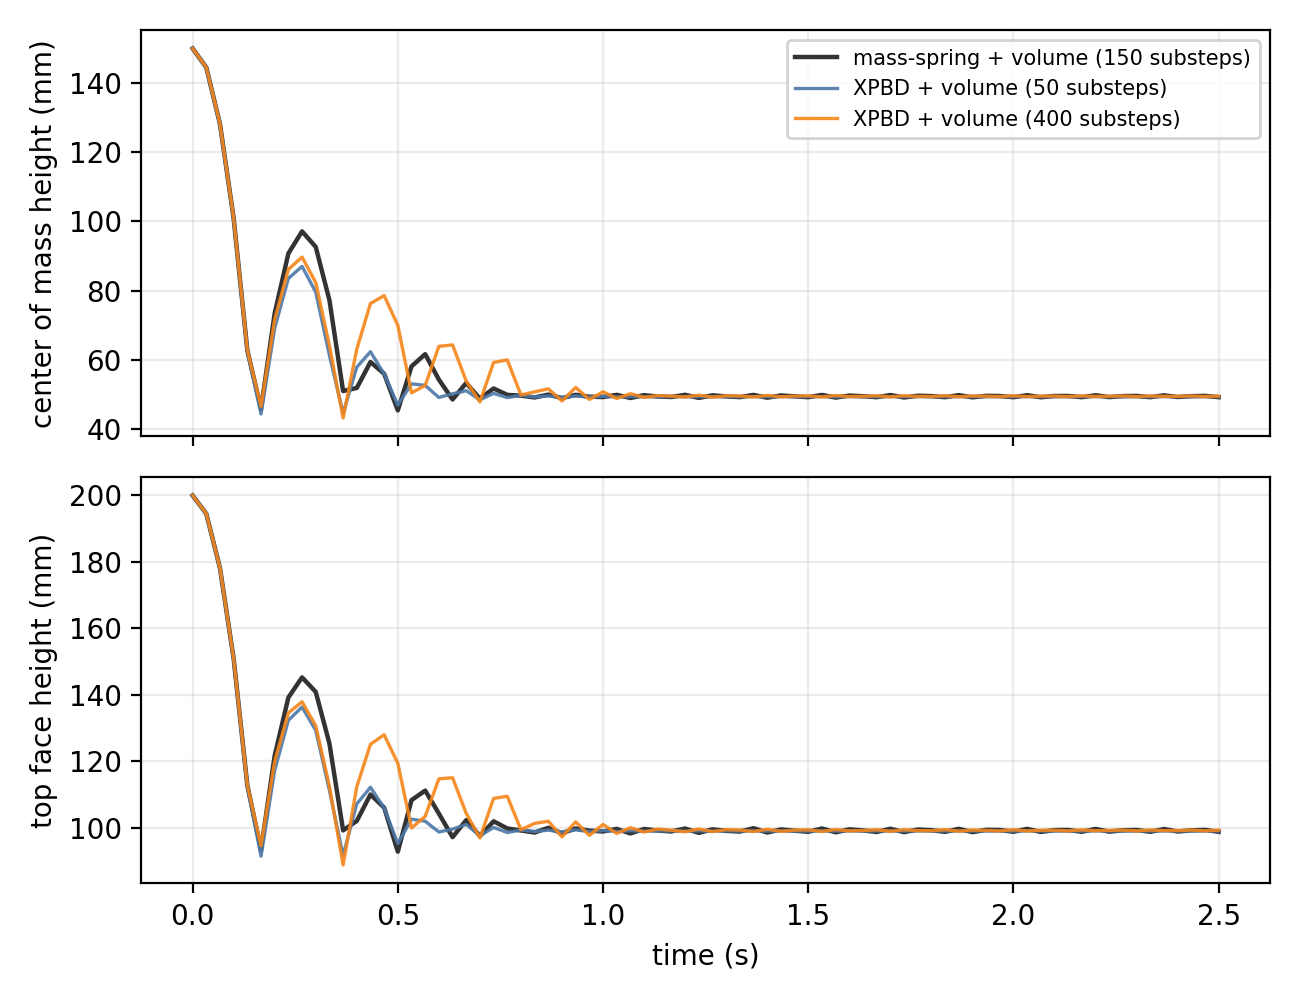 center of mass height (mm)
140
120
100
80
60
40
mass-spring + volume (150 substeps)
XPBD + volume (50 substeps)
XPBD + volume (400 substeps)
top face height (mm)
200
180
160
140
120
100
0.0 0.5 1.0 1.5 2.0 2.5
time (s)